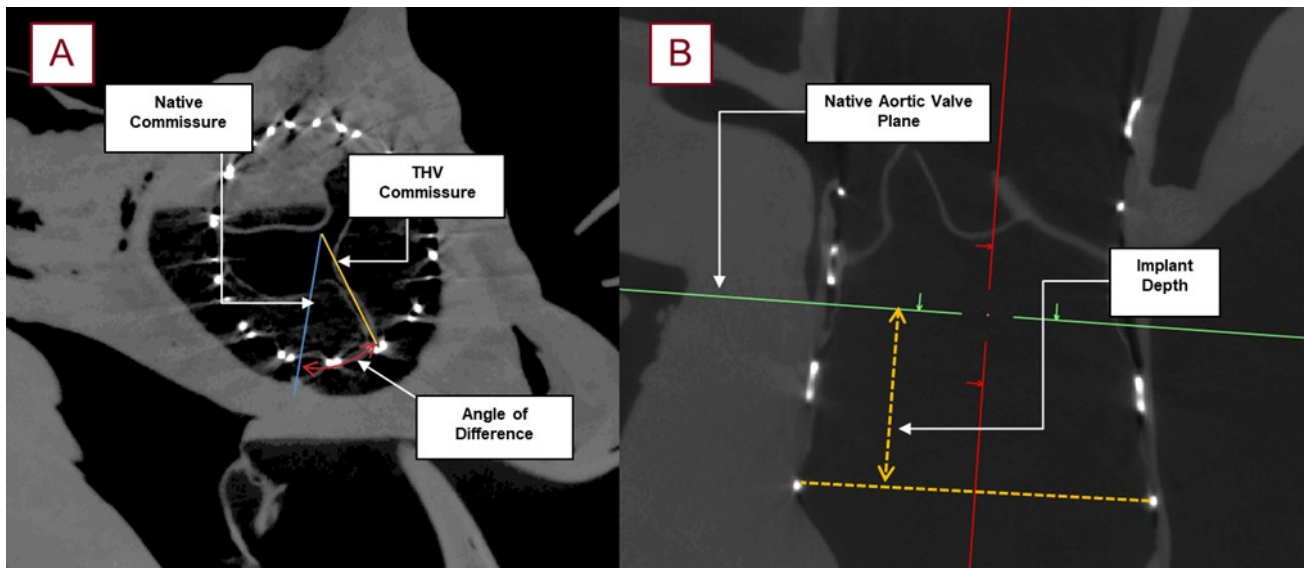 A
Native
Commissure
THV
Commissure
Angle of
Difference
B
Native Aortic Valve
Plane
Implant
Depth